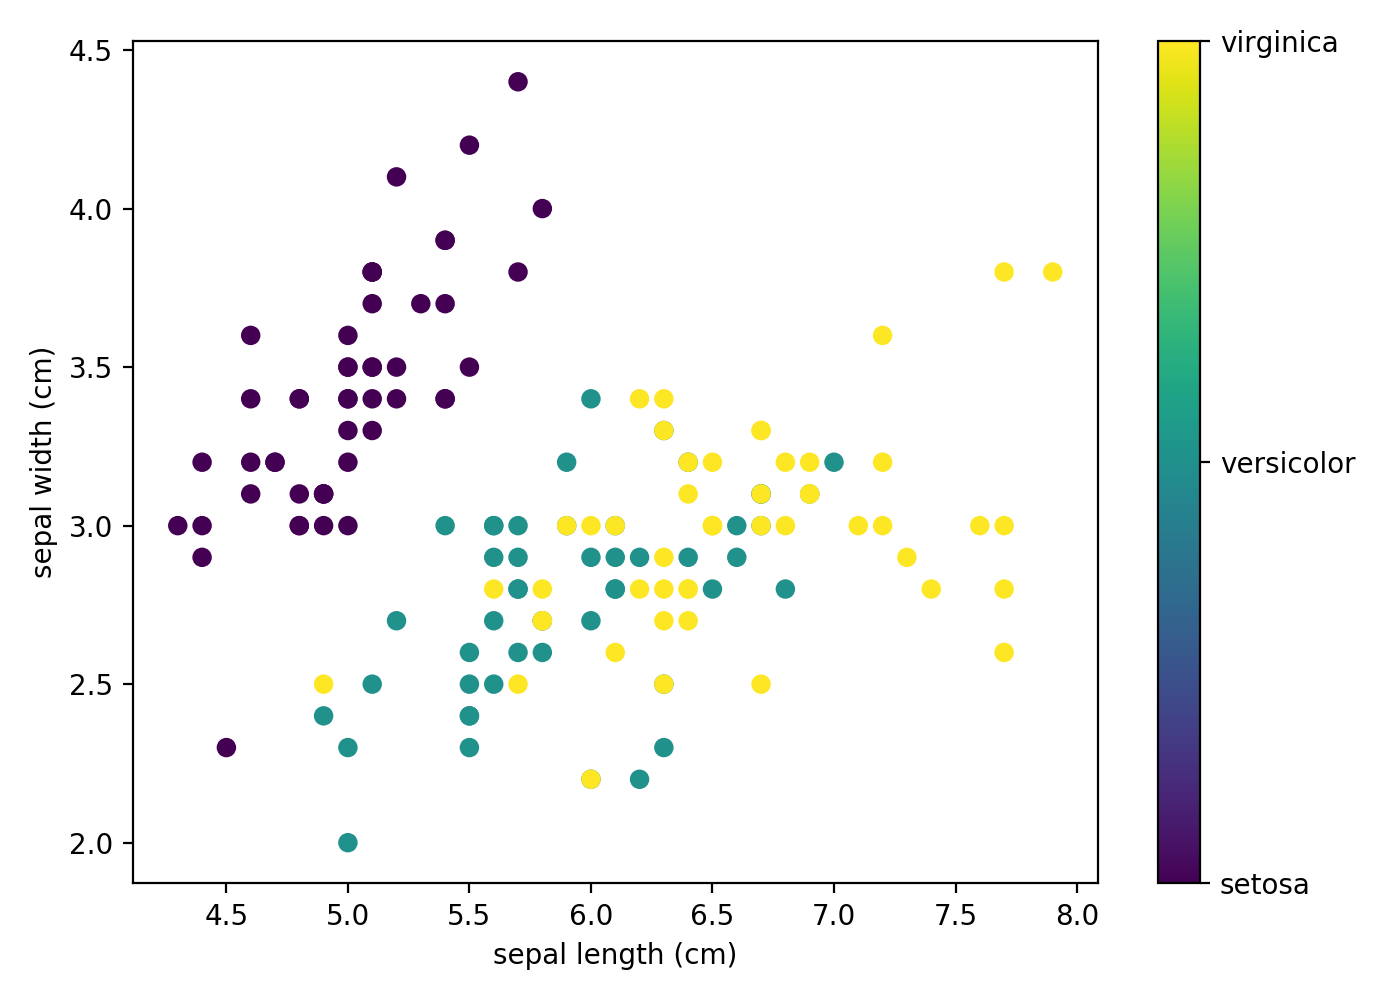 4.5
4.0
3.5
3.0
2.5
2.0
sepal width (cm)
4.5 5.0 5.5 6.0 6.5 7.0 7.5 8.0
sepal length (cm)
virginica
versicolor
setosa